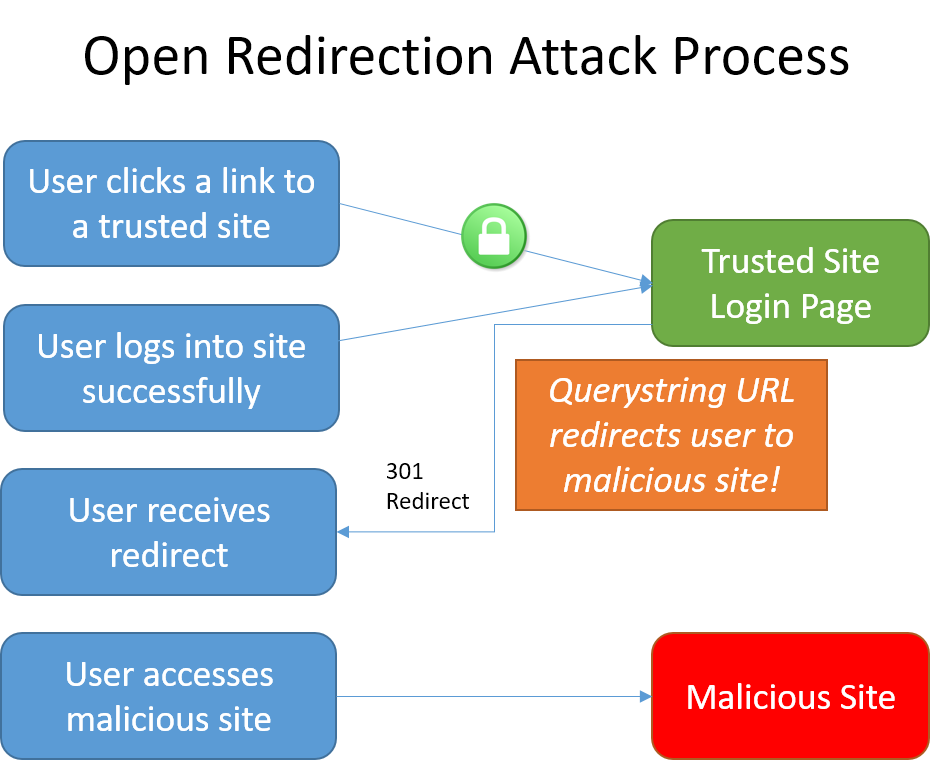 Open Redirection Attack Process
User clicks a link to
a trusted site
Trusted Site
Login Page
User logs into site
successfully
Querystring URL
redirects user to
malicious site!
301
Redirect
User receives
redirect
User accesses
malicious site
Malicious Site